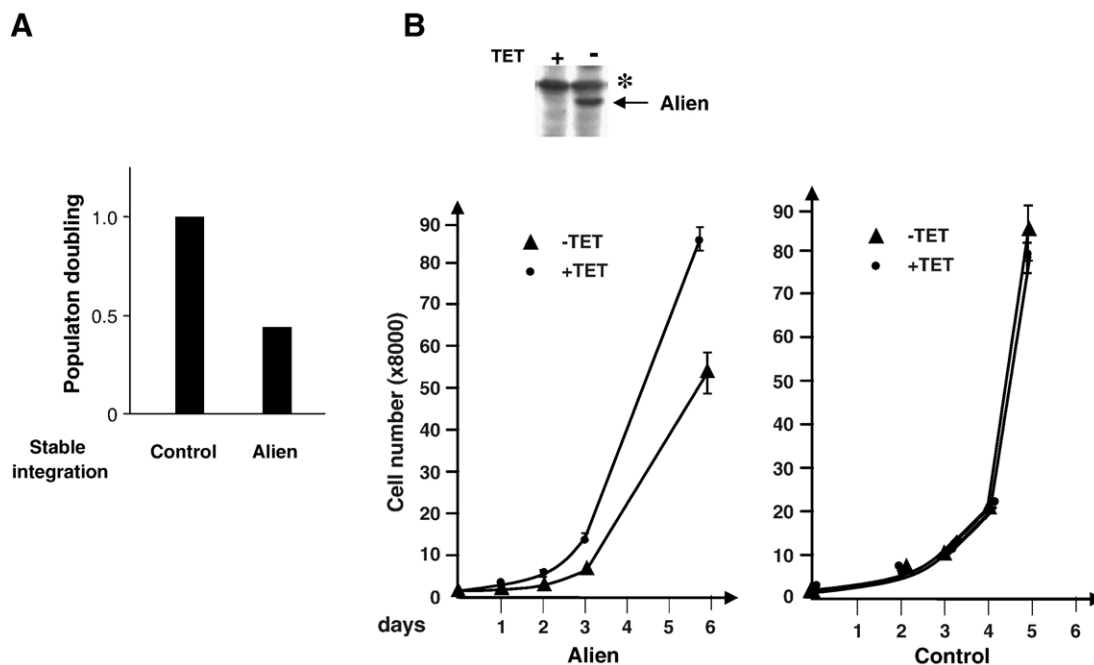 A
B
TET + -
*
Alien
Populaton doubling
1.0
0.5
0
Stable
integration
Control Alien
Cell number (x8000)
90
80
70
60
50
40
30
20
10
0
-TET
+TET
days 1 2 3 4 5 6
Alien
90
80
70
60
50
40
30
20
10
0
-TET
+TET
1 2 3 4 5 6
Control